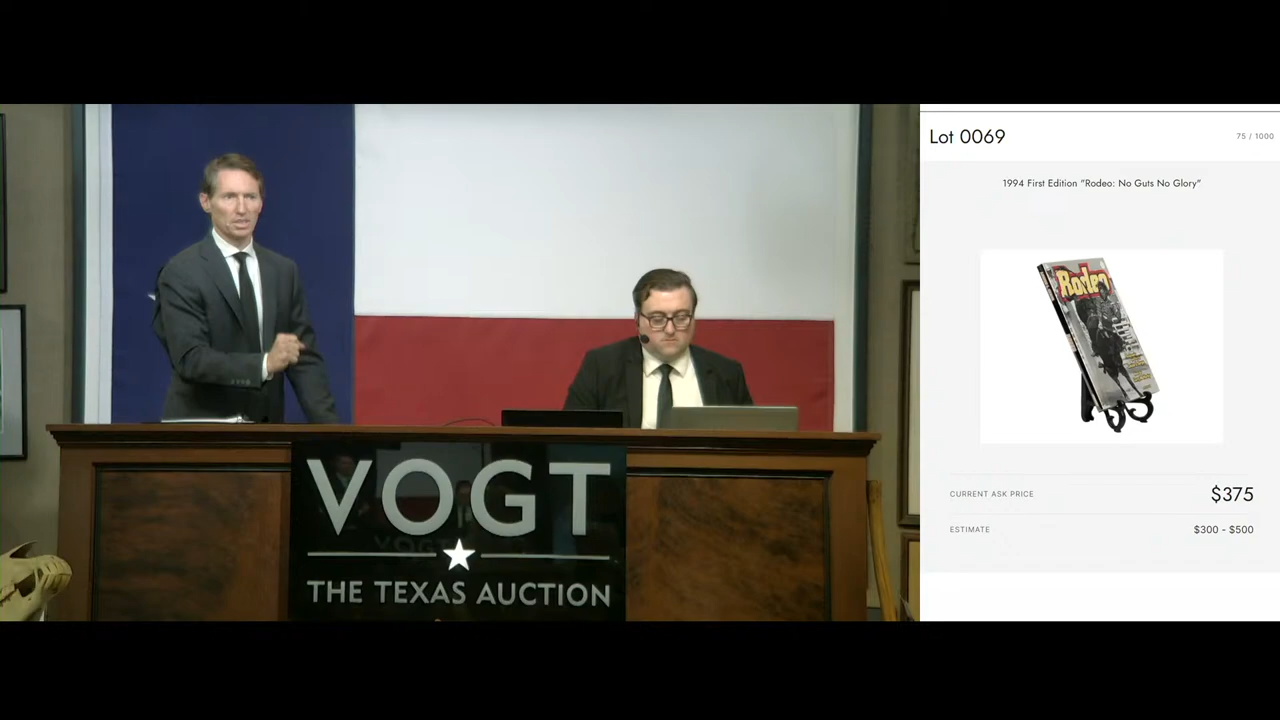 VOGT
THE TEXAS AUCTION
Lot 0069
75 / 1000
1994 First Edition "Rodeo: No Guts No Glory"
Rodeo
CURRENT ASK PRICE
$375
ESTIMATE
$300 - $500